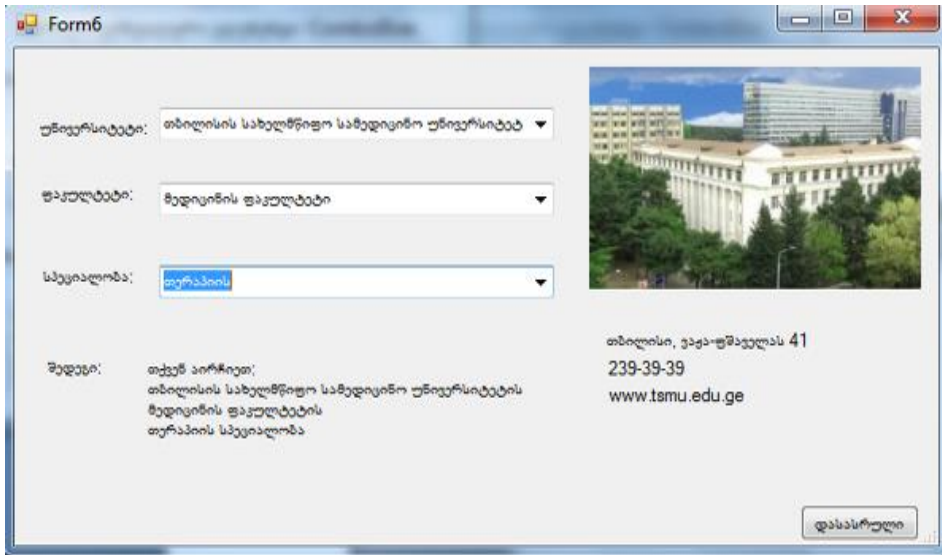 Form6
უნივერსიტეტი:
თბილისის სახელმწიფო სამედიცინო უნივერსიტეტ
ფაკულტეტი:
მედიცინის ფაკულტეტი
სპეციალობა:
თერაპიის
შედეგი:
თქვენ აირჩიეთ:
თბილისის სახელმწიფო სამედიცინო უნივერსიტეტის
მედიცინის ფაკულტეტის
თერაპიის სპეციალობა
თბილისი, ვაჟა-ფშაველას 41
239-39-39
www.tsmu.edu.ge
დასასრული